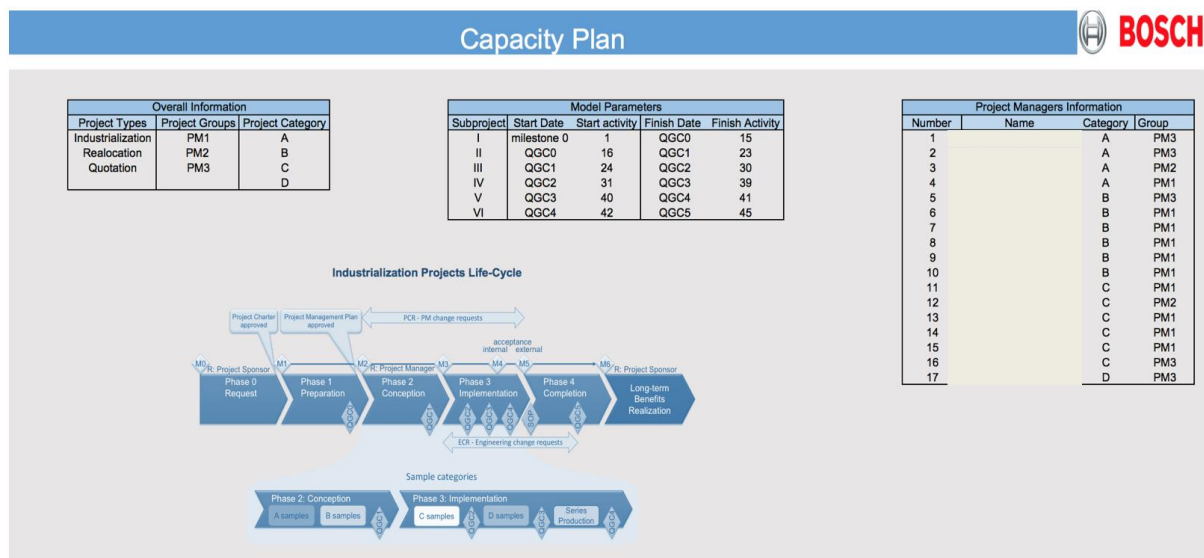 Capacity Plan
BOSCH
Overall Information
Project Types Project Groups Project Category
Industrialization PM1 A
Realocation PM2 B
Quotation PM3 C
D
Model Parameters
Subproject Start Date Start activity Finish Date Finish Activity
I milestone 0 1 QGC0 15
II QGC0 16 QGC1 23
III QGC1 24 QGC2 30
IV QGC2 31 QGC3 39
V QGC3 40 QGC4 41
VI QGC4 42 QGC5 45
Project Managers Information
Number Name Category Group
1 A PM3
2 A PM3
3 A PM2
4 A PM1
5 B PM3
6 B PM1
7 B PM1
8 B PM1
9 B PM1
10 B PM1
11 C PM1
12 C PM2
13 C PM1
14 C PM1
15 C PM1
16 C PM3
17 D PM3
Industrialization Projects Life-Cycle
Project Charter approved
Project Management Plan approved
PCR - PM change requests
acceptance
internal external
M0 R: Project Sponsor M1 M2 R: Project Manager M3 M4 M5 M6 R: Project Sponsor
Phase 0 Request
Phase 1 Preparation
Phase 2 Conception
Phase 3 Implementation
Phase 4 Completion
Long-term Benefits Realization
QGC0 QGC1 SOP
ECR - Engineering change requests
Sample categories
Phase 2: Conception
A samples B samples QGC1
Phase 3: Implementation
C samples QGC2 D samples QGC3 Series Production QGC4